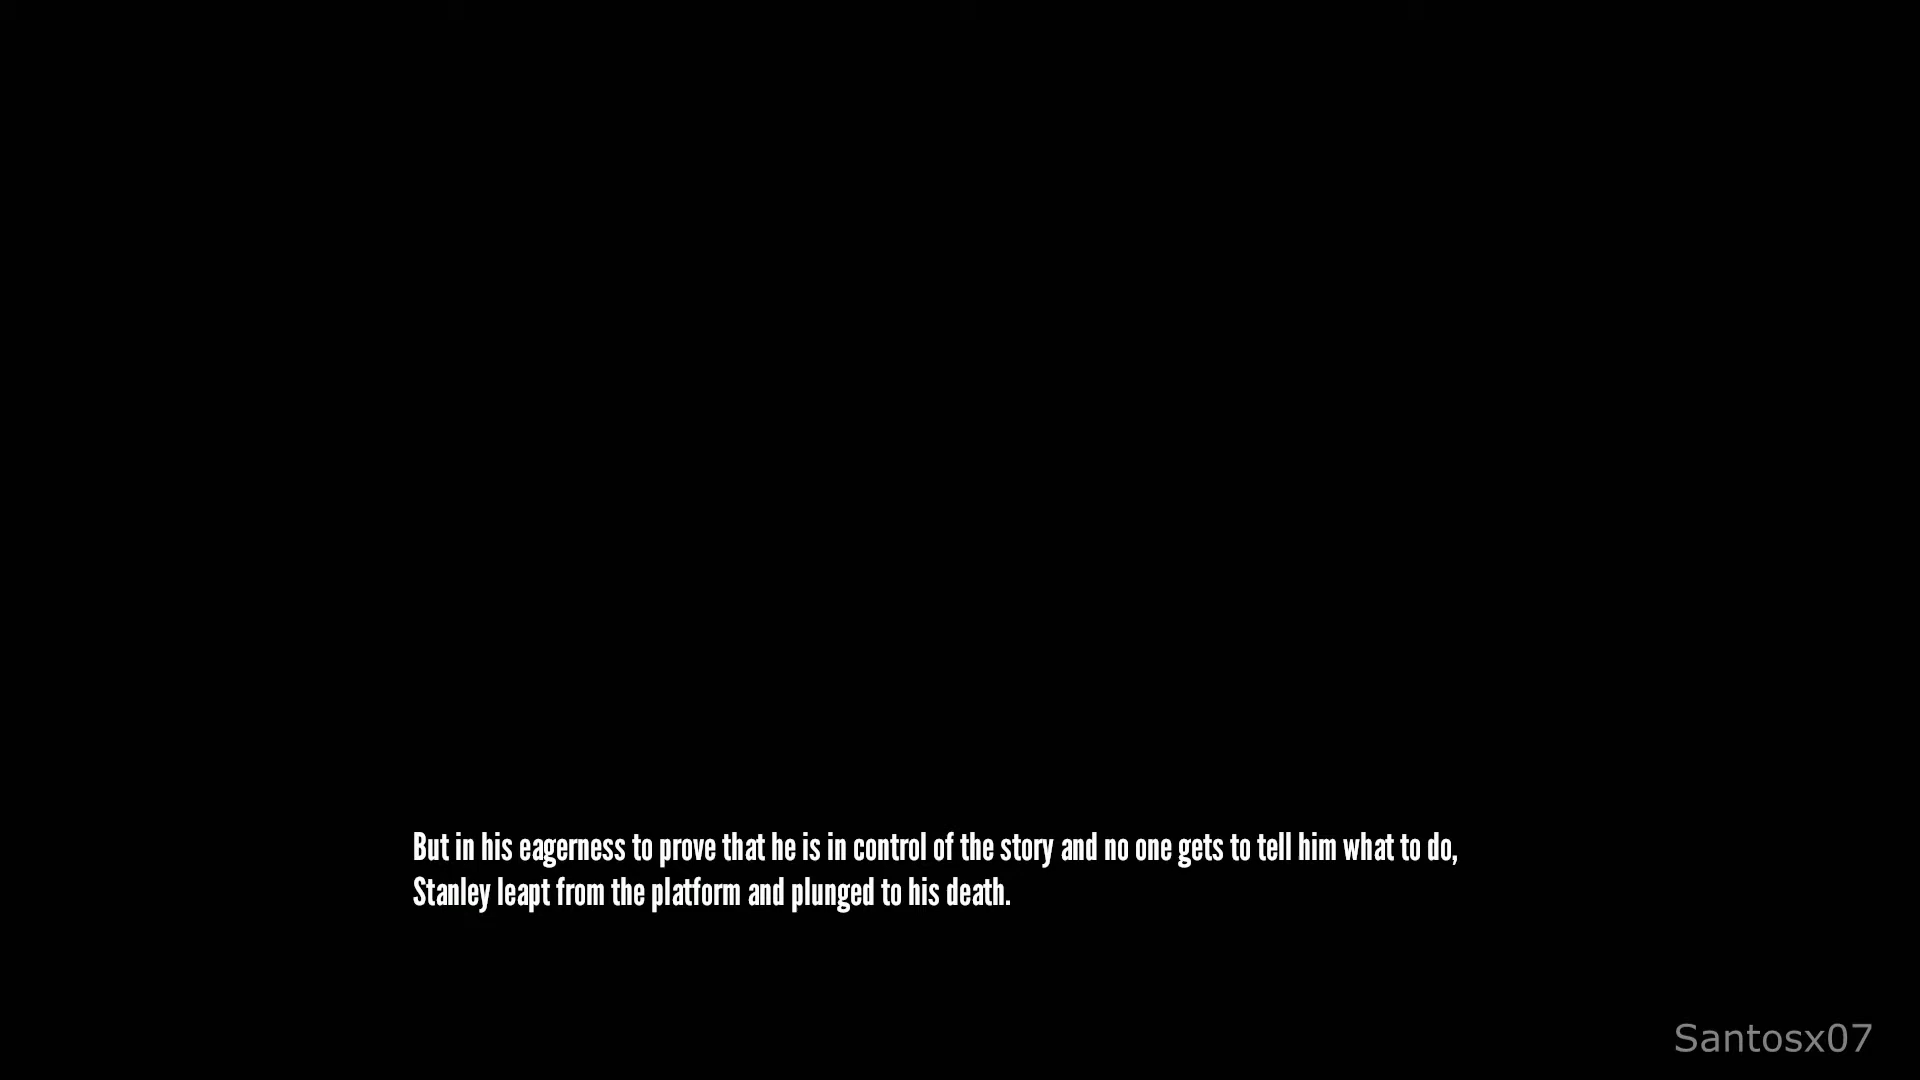 But in his eagerness to prove that he is in control of the story and no one gets to tell him what to do,
Stanley leapt from the platform and plunged to his death.
Santosx07